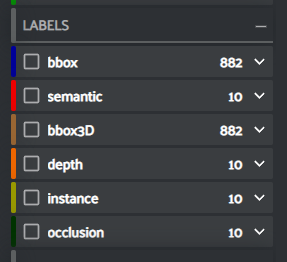 LABELS
bbox 882
semantic 10
bbox3D 882
depth 10
instance 10
occlusion 10